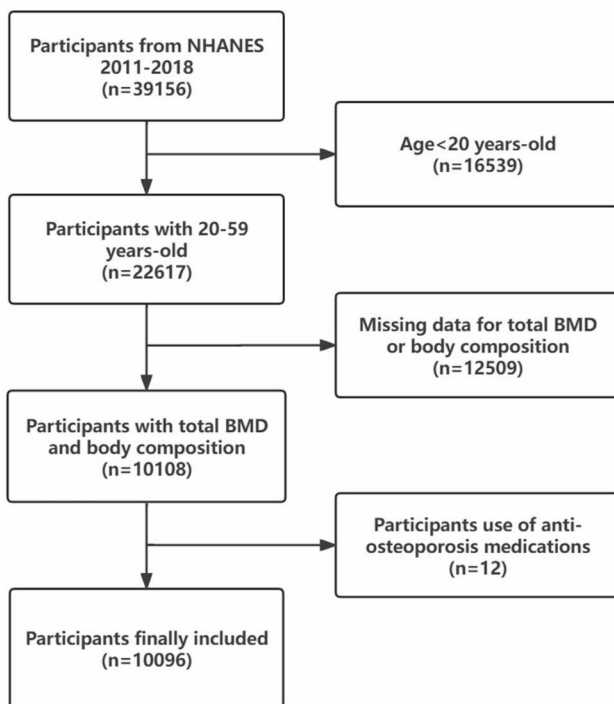 Participants from NHANES
2011-2018
(n=39156)
Age<20 years-old
(n=16539)
Participants with 20-59
years-old
(n=22617)
Missing data for total BMD
or body composition
(n=12509)
Participants with total BMD
and body composition
(n=10108)
Participants use of anti-
osteoporosis medications
(n=12)
Participants finally included
(n=10096)